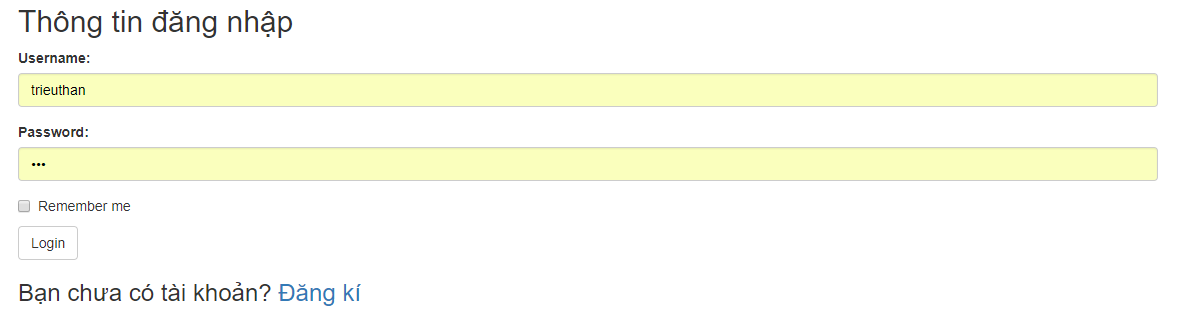 Thông tin đăng nhập
Username:
trieuthan
Password:
•••
Remember me
Login
Bạn chưa có tài khoản? Đăng kí